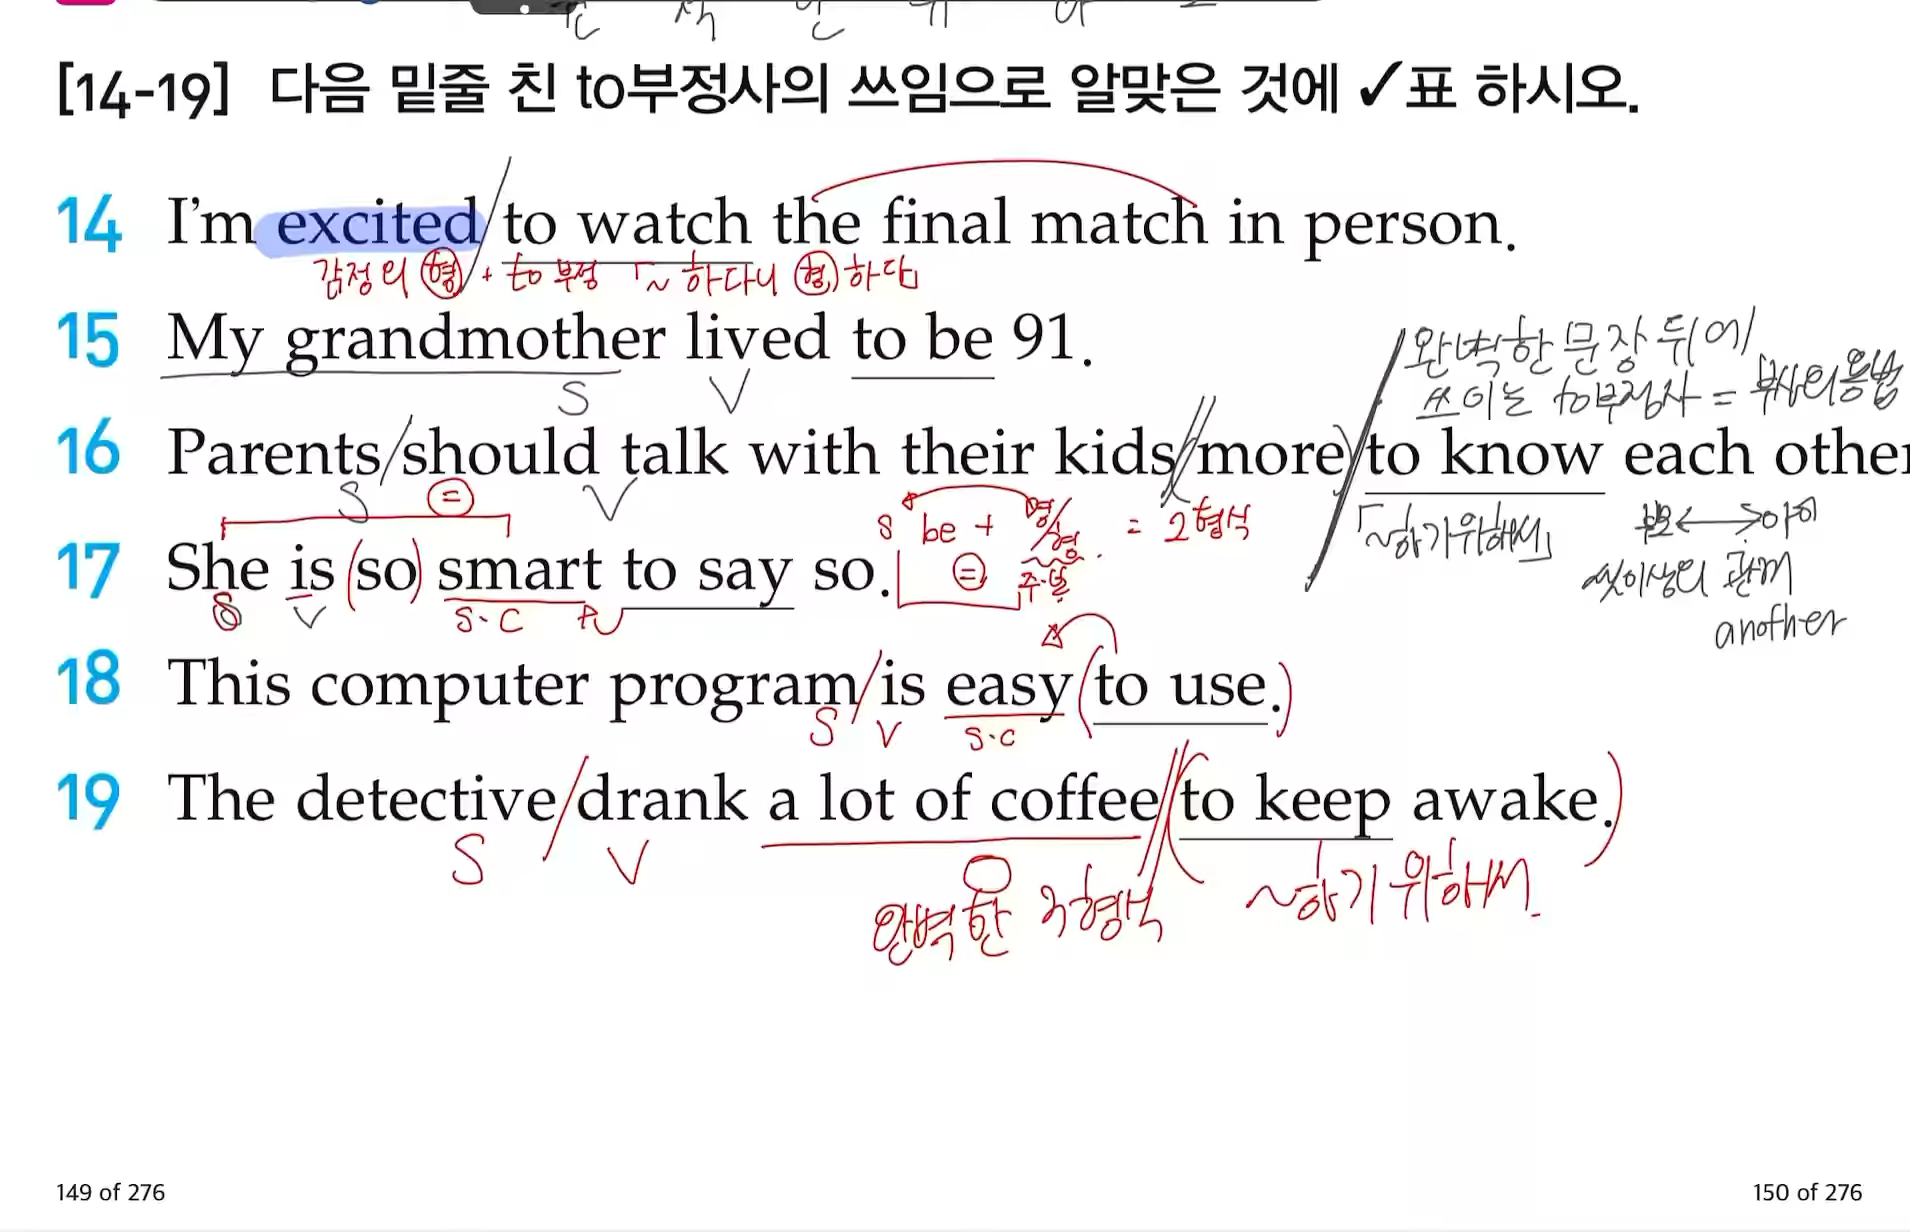 [14-19] 다음 밑줄 친 to부정사의 쓰임으로 알맞은 것에 ✓표 하시오.
14 I'm excited/to watch the final match in person.
감정의 형 + to부정 「~하다니 형하다」
15 My grandmother lived to be 91.
S V
완벽한 문장 뒤에
쓰이는 to부정사 = 부사의용법
16 Parents/should talk with their kids//more)/to know each other
S = V
S be + 명/형 = 2형식
= 주·보
「~하기위해서」
부모 ↔ 아이
셋이상의 관계
another
17 She is (so) smart to say so.
S V S·C
18 This computer program/is easy (to use.)
S V S·C
19 The detective/drank a lot of coffee//(to keep awake.)
S V O
완벽한 3형식
~하기 위해서.
149 of 276
150 of 276